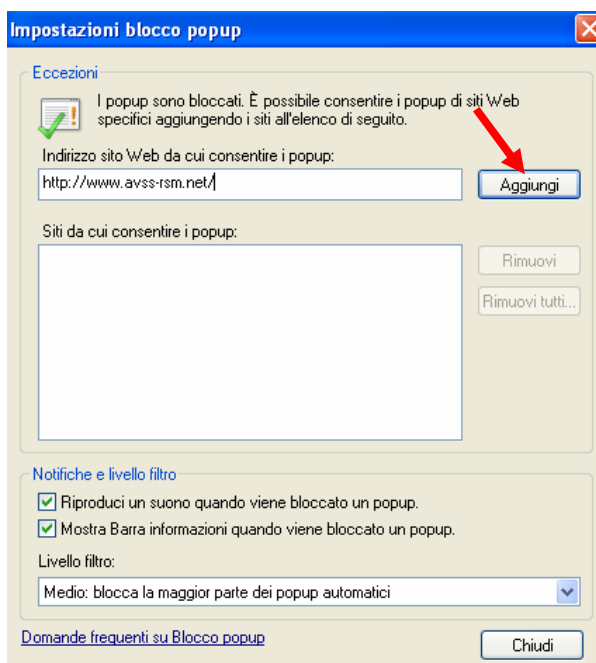 Impostazioni blocco popup
Eccezioni
I popup sono bloccati. È possibile consentire i popup di siti Web
specifici aggiungendo i siti all'elenco di seguito.
Indirizzo sito Web da cui consentire i popup:
http://www.avss-rsm.net/
Aggiungi
Siti da cui consentire i popup:
Rimuovi
Rimuovi tutti...
Notifiche e livello filtro
Riproduci un suono quando viene bloccato un popup.
Mostra Barra informazioni quando viene bloccato un popup.
Livello filtro:
Medio: blocca la maggior parte dei popup automatici
Domande frequenti su Blocco popup
Chiudi